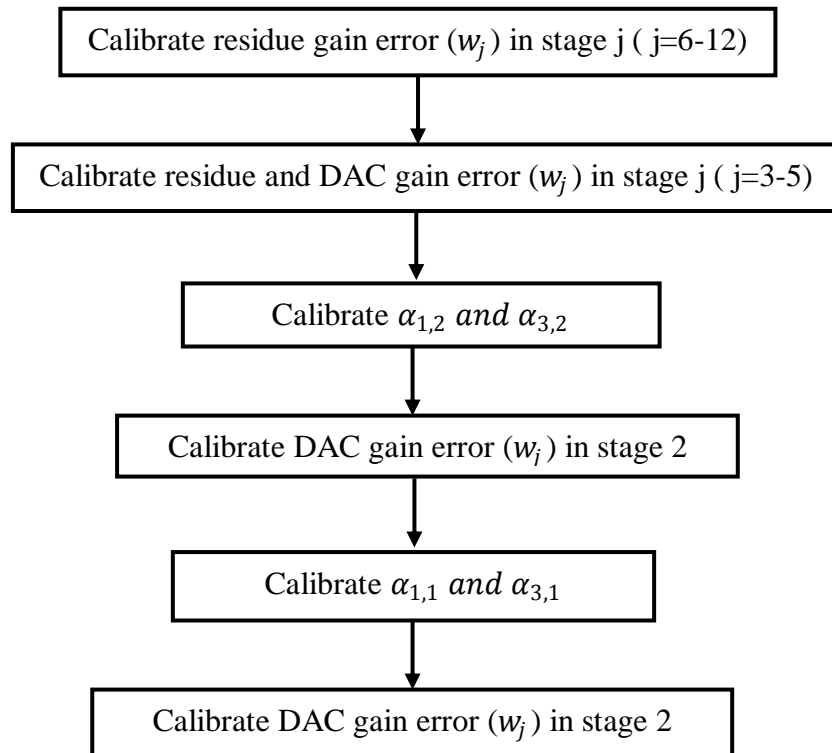 Calibrate residue gain error (𝑤𝑗) in stage j ( j=6-12)
Calibrate residue and DAC gain error (𝑤𝑗) in stage j ( j=3-5)
Calibrate 𝛼1,2 𝑎𝑛𝑑 𝛼3,2
Calibrate DAC gain error (𝑤𝑗) in stage 2
Calibrate 𝛼1,1 𝑎𝑛𝑑 𝛼3,1
Calibrate DAC gain error (𝑤𝑗) in stage 2